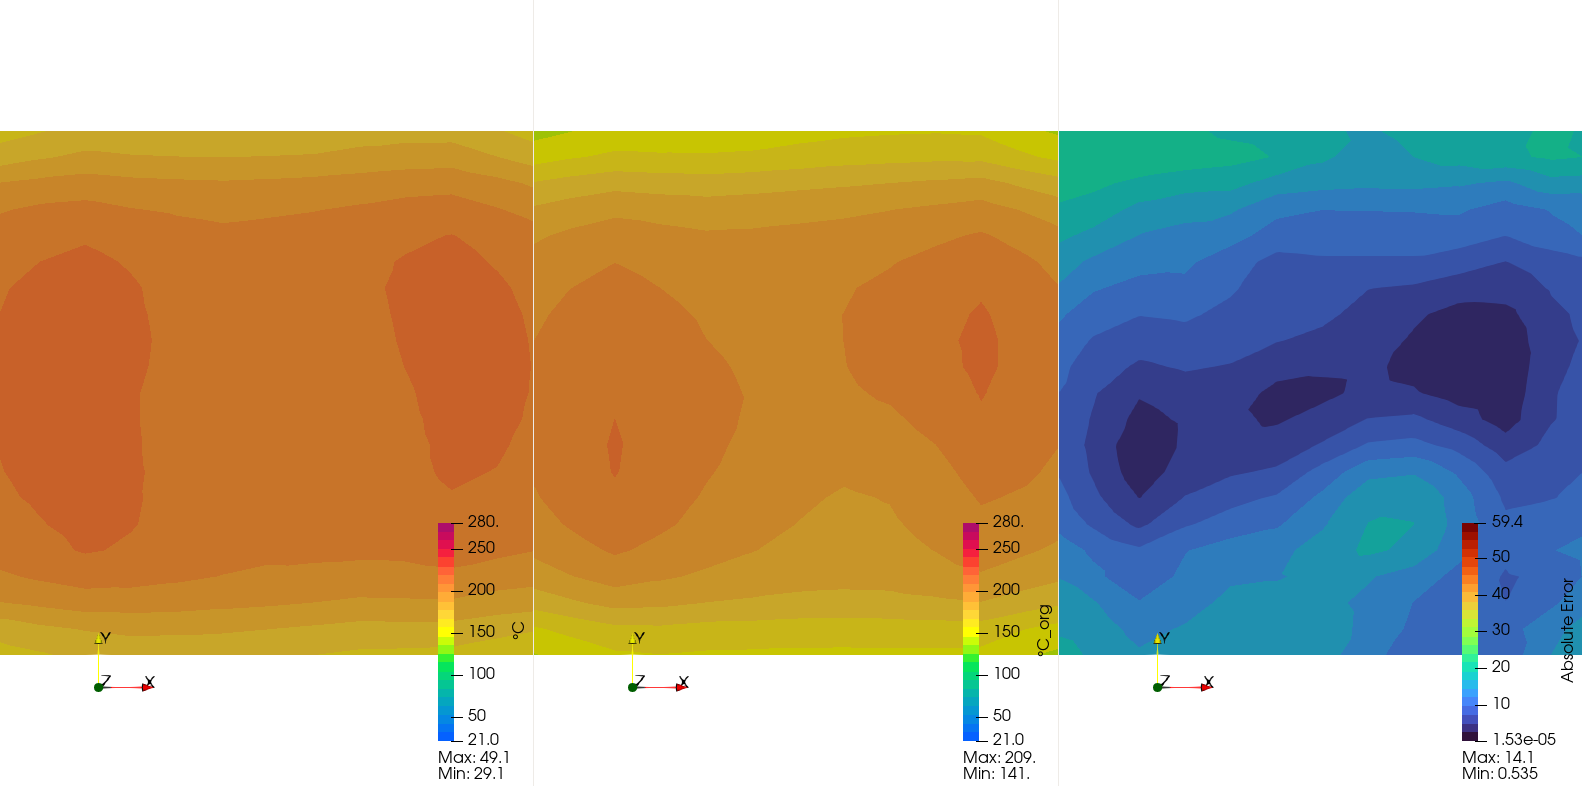 280.
250
200
150
100
50
21.0
°C
Max: 49.1
Min: 29.1
Y
Z
X
280.
250
200
150
100
50
21.0
°C_org
Max: 209.
Min: 141.
Y
Z
X
59.4
50
40
30
20
10
1.53e-05
Absolute Error
Max: 14.1
Min: 0.535
Y
Z
X